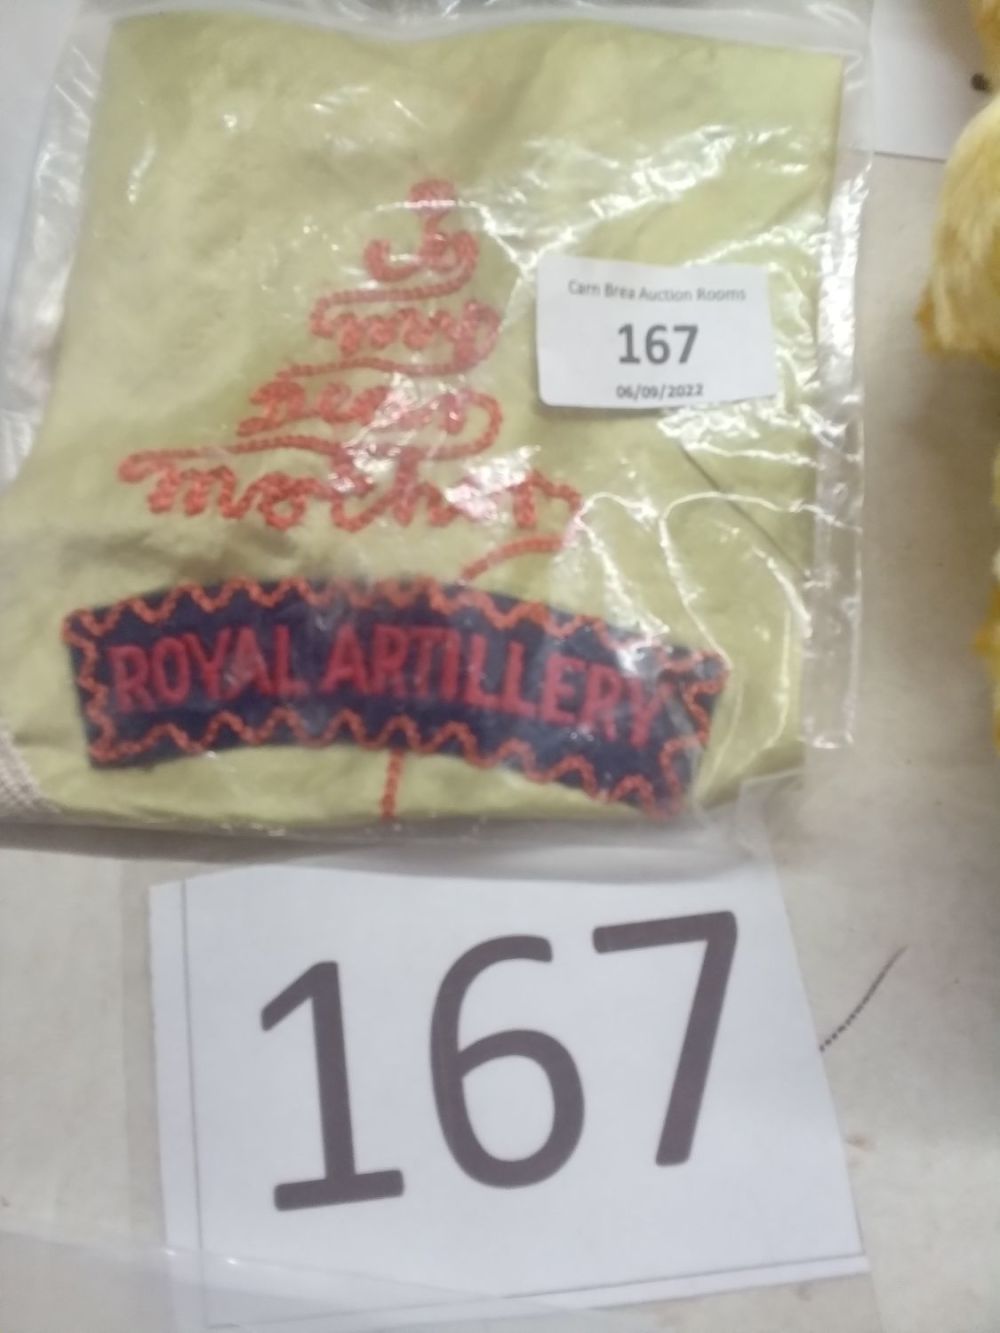 To
my
Dear
mother
Carn Brea Auction Rooms
167
06/09/2022
ROYAL ARTILLERY
167